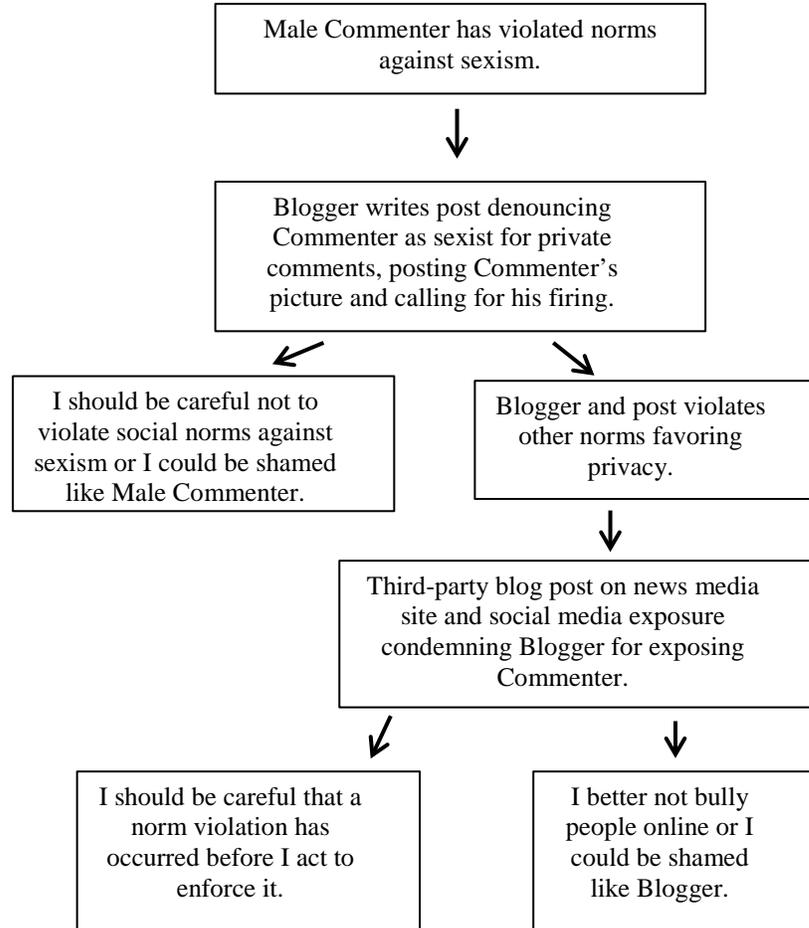 Male Commenter has violated norms
against sexism.
Blogger writes post denouncing
Commenter as sexist for private
comments, posting Commenter’s
picture and calling for his firing.
I should be careful not to
violate social norms against
sexism or I could be shamed
like Male Commenter.
Blogger and post violates
other norms favoring
privacy.
Third-party blog post on news media
site and social media exposure
condemning Blogger for exposing
Commenter.
I should be careful that a
norm violation has
occurred before I act to
enforce it.
I better not bully
people online or I
could be shamed
like Blogger.